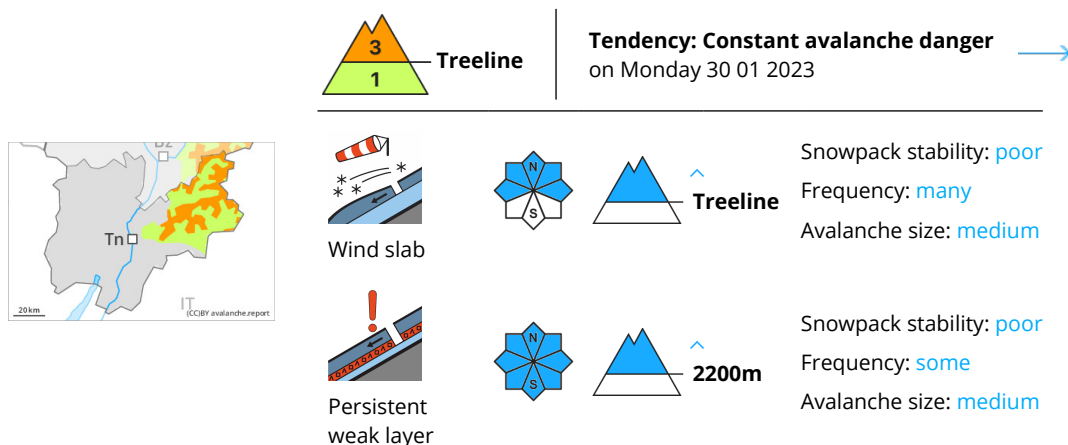 3
1
Treeline
Tendency: Constant avalanche danger
on Monday 30 01 2023
Bz
Tn
IT
20 km
(CC)BY avalanche.report
Wind slab
N
S
Treeline
Snowpack stability: poor
Frequency: many
Avalanche size: medium
Persistent
weak layer
N
S
2200m
Snowpack stability: poor
Frequency: some
Avalanche size: medium